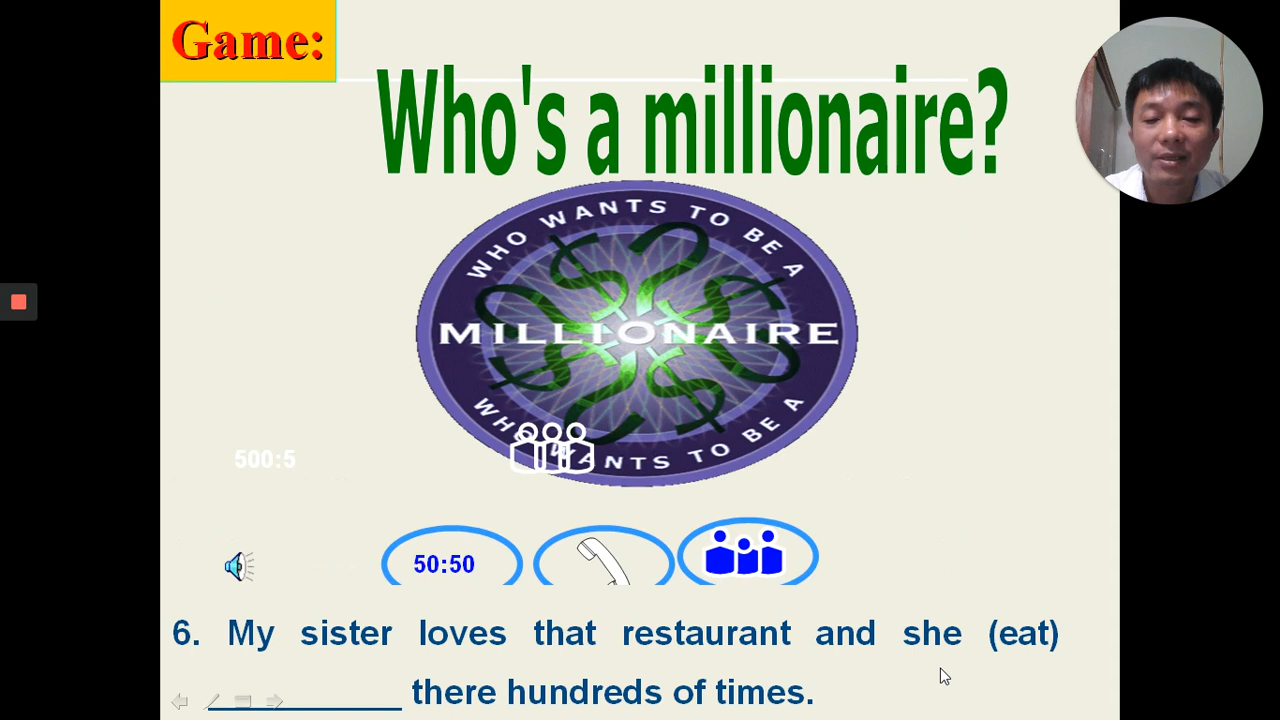 Game:
Who's a millionaire?
WHO WANTS TO BE A
MILLIONAIRE
WHO WANTS TO BE A
500:5
50:50
6. My sister loves that restaurant and she (eat)
__________ there hundreds of times.